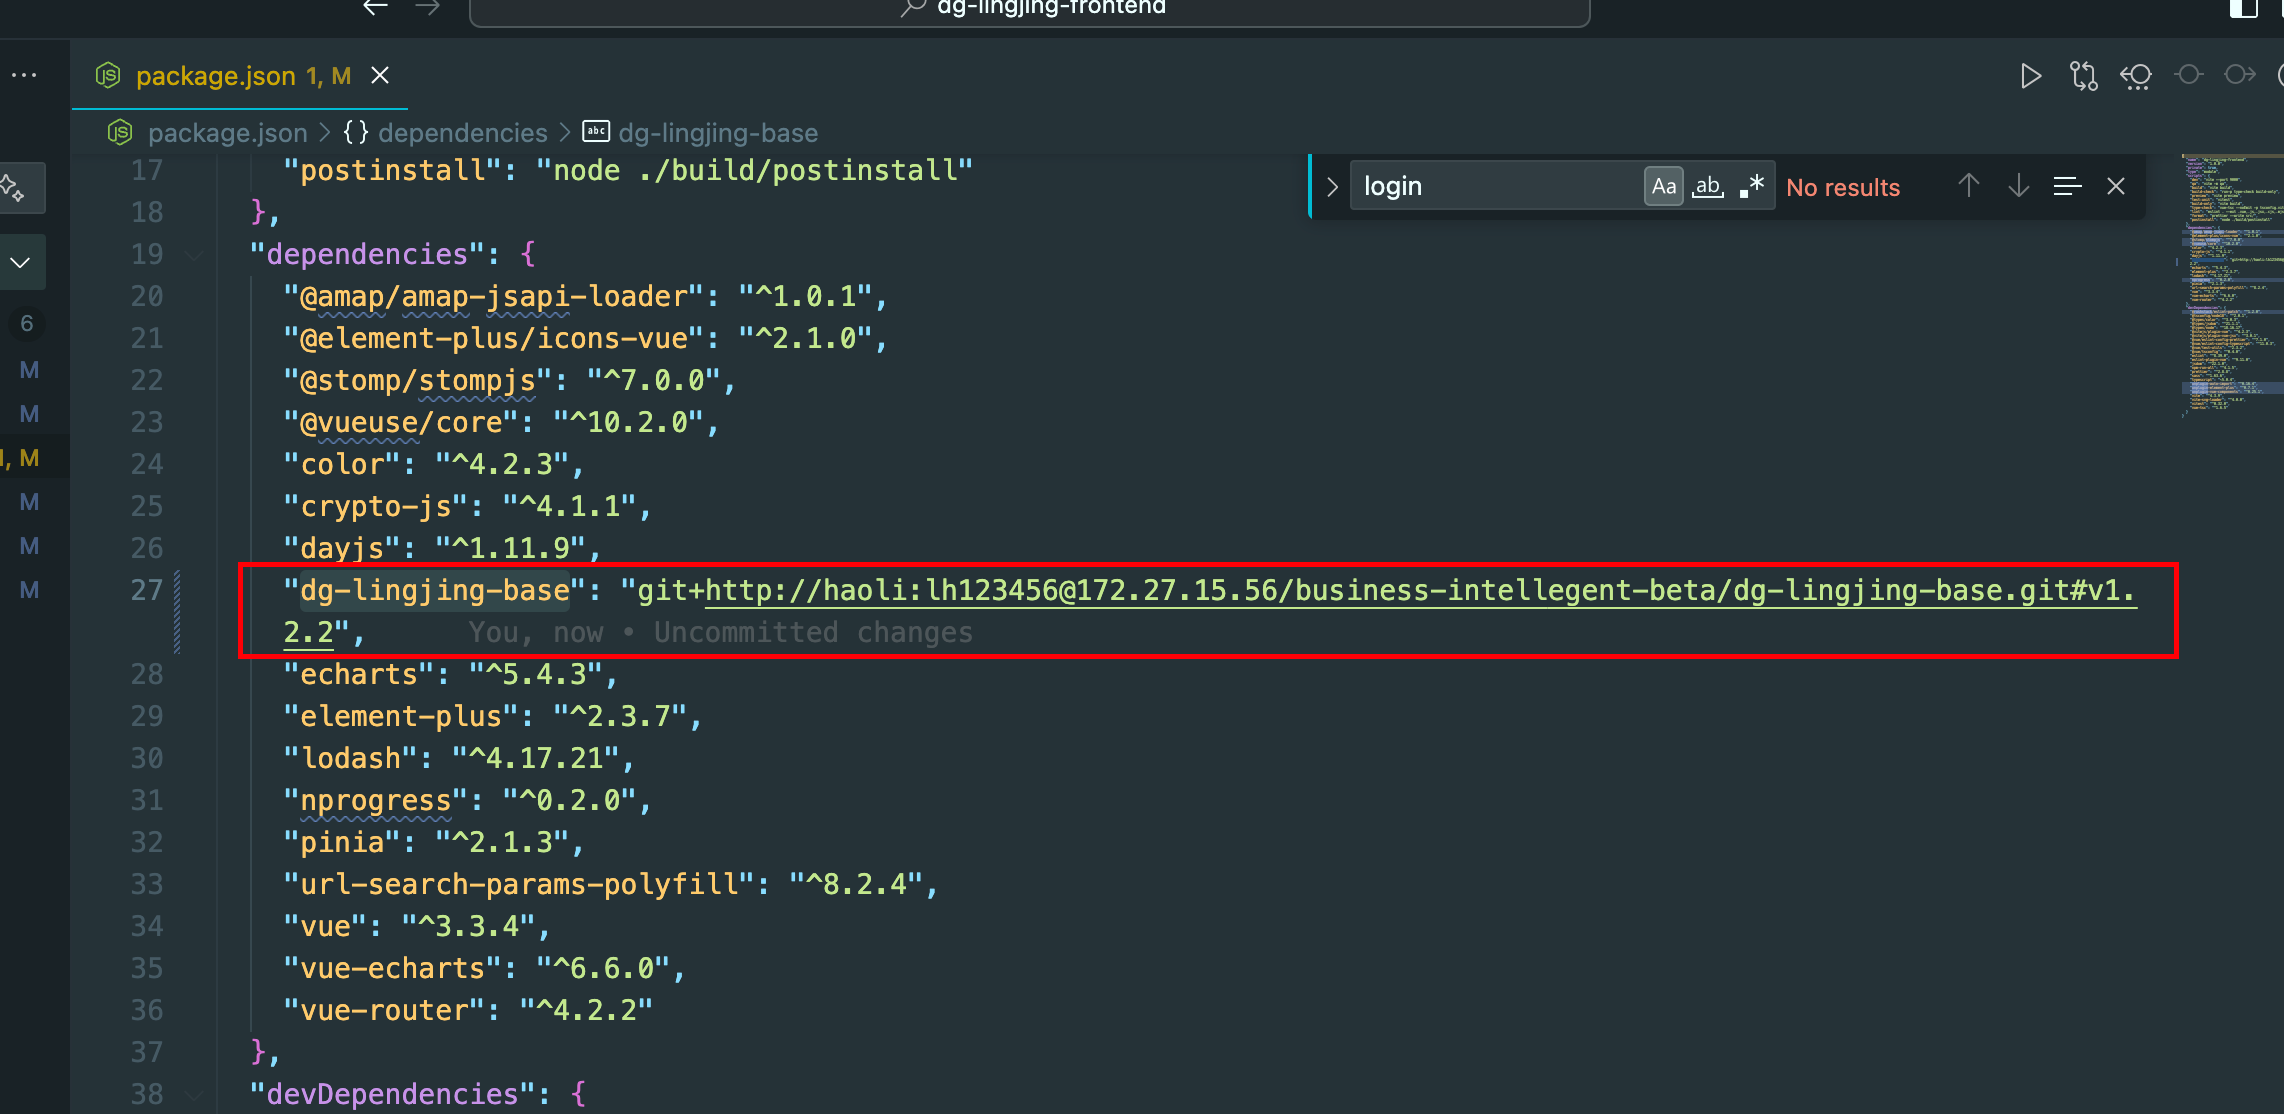 dg-lingjing-frontend
package.json 1, M
package.json > {} dependencies > abc dg-lingjing-base
login
Aa
ab
.*
No results
6
M
M
, M
M
M
M
17 "postinstall": "node ./build/postinstall"
18 },
19 "dependencies": {
20 "@amap/amap-jsapi-loader": "^1.0.1",
21 "@element-plus/icons-vue": "^2.1.0",
22 "@stomp/stompjs": "^7.0.0",
23 "@vueuse/core": "^10.2.0",
24 "color": "^4.2.3",
25 "crypto-js": "^4.1.1",
26 "dayjs": "^1.11.9",
27 "dg-lingjing-base": "git+http://haoli:lh123456@172.27.15.56/business-intellegent-beta/dg-lingjing-base.git#v1.
2.2", You, now • Uncommitted changes
28 "echarts": "^5.4.3",
29 "element-plus": "^2.3.7",
30 "lodash": "^4.17.21",
31 "nprogress": "^0.2.0",
32 "pinia": "^2.1.3",
33 "url-search-params-polyfill": "^8.2.4",
34 "vue": "^3.3.4",
35 "vue-echarts": "^6.6.0",
36 "vue-router": "^4.2.2"
37 },
38 "devDependencies": {